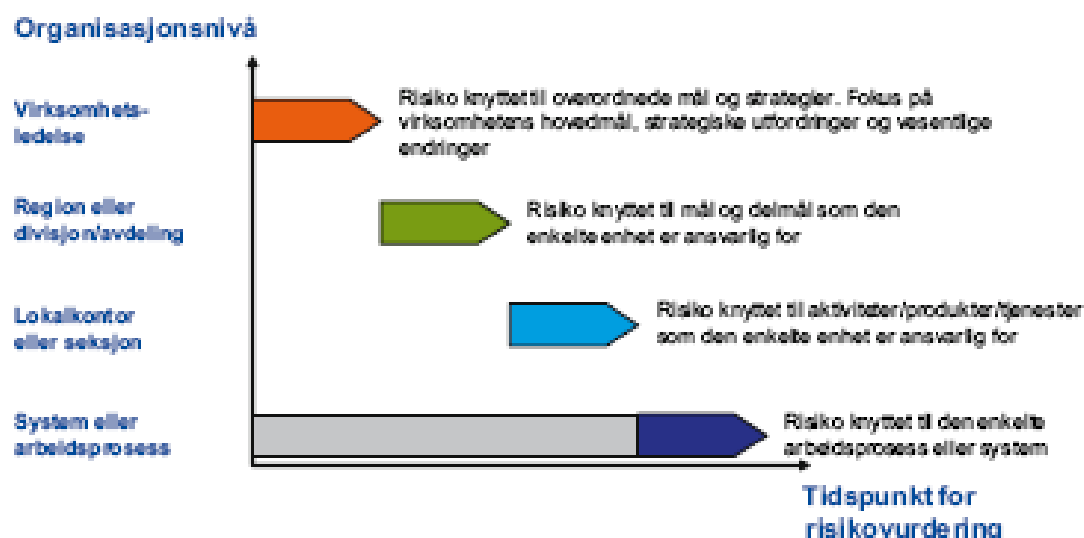 Organisasjonsnivå
Virksomhets-
ledelse
Risiko knyttet til overordnede mål og strategier. Fokus på
virksomhetens hovedmål, strategiske utfordringer og vesentlige
endringer
Region eller
divisjon/avdeling
Risiko knyttet til mål og delmål som den
enkelte enhet er ansvarlig for
Lokalkontor
eller seksjon
Risiko knyttet til aktiviteter/produkter/tjenester
som den enkelte enhet er ansvarlig for
System eller
arbeidsprosess
Risiko knyttet til den enkelte
arbeidsprosess eller system
Tidspunkt for
risikovurdering